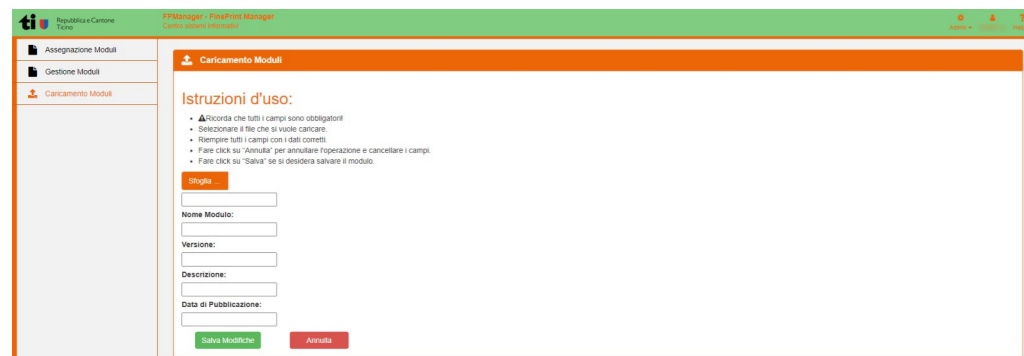 ti
Repubblica e Cantone
Ticino
FPManager - FinePrint Manager
Centro sistemi informativi
Admin
Help
Assegnazione Moduli
Gestione Moduli
Caricamento Moduli
Caricamento Moduli
Istruzioni d'uso:
Ricorda che tutti i campi sono obbligatori!
Selezionare il file che si vuole caricare.
Riempire tutti i campi con i dati corretti.
Fare click su "Annulla" per annullare l'operazione e cancellare i campi.
Fare click su "Salva" se si desidera salvare il modulo.
Sfoglia ...
Nome Modulo:
Versione:
Descrizione:
Data di Pubblicazione:
Salva Modifiche
Annulla